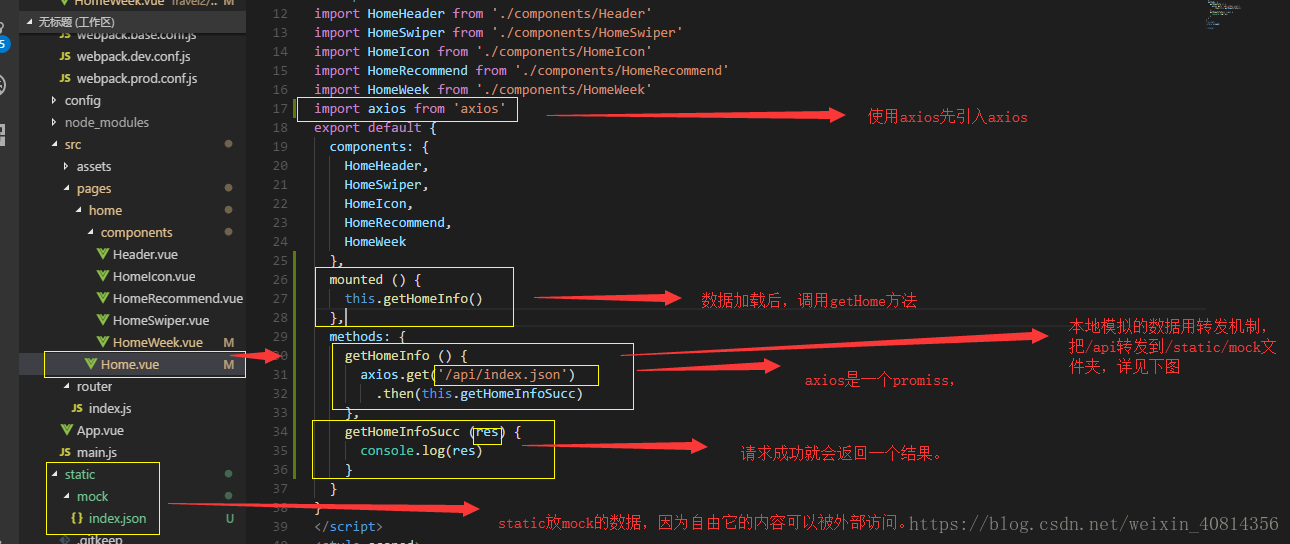 HomeWeek.vue Travel2/... M
无标题 (工作区)
webpack.base.conf.js
JS webpack.dev.conf.js
JS webpack.prod.conf.js
config
node_modules
src
assets
pages
home
components
Header.vue
HomeIcon.vue
HomeRecommend.vue
HomeSwiper.vue
HomeWeek.vue M
Home.vue M
router
JS index.js
App.vue
JS main.js
static
mock
{} index.json U
.gitkeep
5
12 import HomeHeader from './components/Header'
13 import HomeSwiper from './components/HomeSwiper'
14 import HomeIcon from './components/HomeIcon'
15 import HomeRecommend from './components/HomeRecommend'
16 import HomeWeek from './components/HomeWeek'
17 import axios from 'axios'
18 export default {
19 components: {
20 HomeHeader,
21 HomeSwiper,
22 HomeIcon,
23 HomeRecommend,
24 HomeWeek
25 },
26 mounted () {
27 this.getHomeInfo()
28 },
29 methods: {
30 getHomeInfo () {
31 axios.get('/api/index.json')
32 .then(this.getHomeInfoSucc)
33 },
34 getHomeInfoSucc (res) {
35 console.log(res)
36 }
37 }
38 }
39 </script>
40 <style scoped>
使用axios先引入axios
数据加载后，调用getHome方法
本地模拟的数据用转发机制，
把/api转发到/static/mock文
件夹，详见下图
axios是一个promiss，
请求成功就会返回一个结果。
static放mock的数据，因为自由它的内容可以被外部访问。
https://blog.csdn.net/weixin_40814356